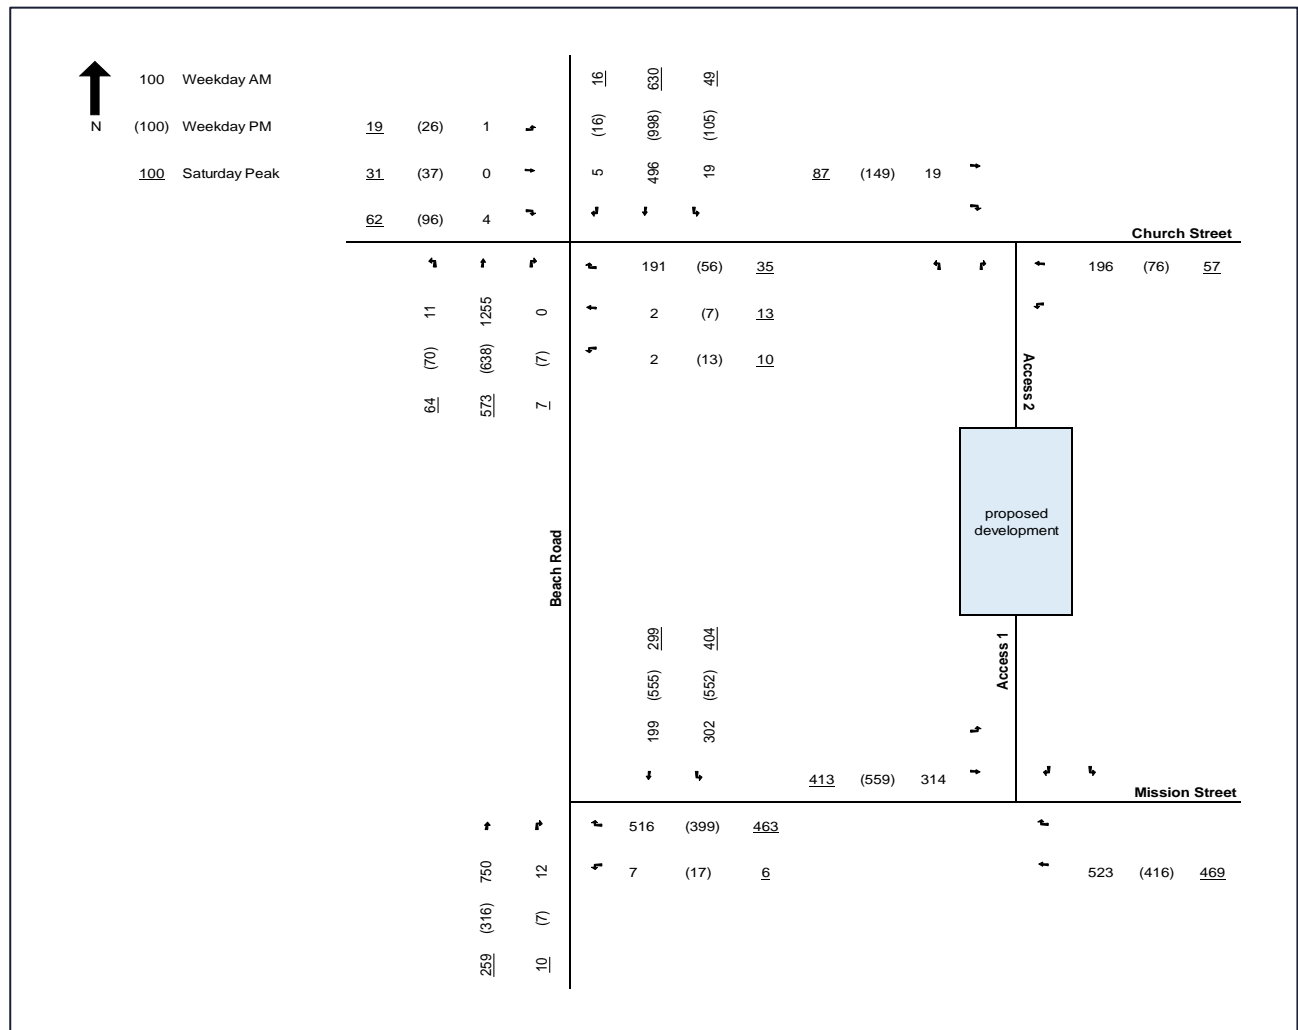 100 Weekday AM
N (100) Weekday PM
100 Saturday Peak
16 630 49
(16) (998) (105)
5 496 19
19 (26) 1
31 (37) 0
62 (96) 4
87 (149) 19
Church Street
191 (56) 35
2 (7) 13
2 (13) 10
196 (76) 57
11 1255 0
(70) (638) (7)
64 573 7
Access 2
proposed
development
Beach Road
Access 1
299 404
(555) (552)
199 302
413 (559) 314
Mission Street
516 (399) 463
7 (17) 6
523 (416) 469
750 12
(316) (7)
259 10